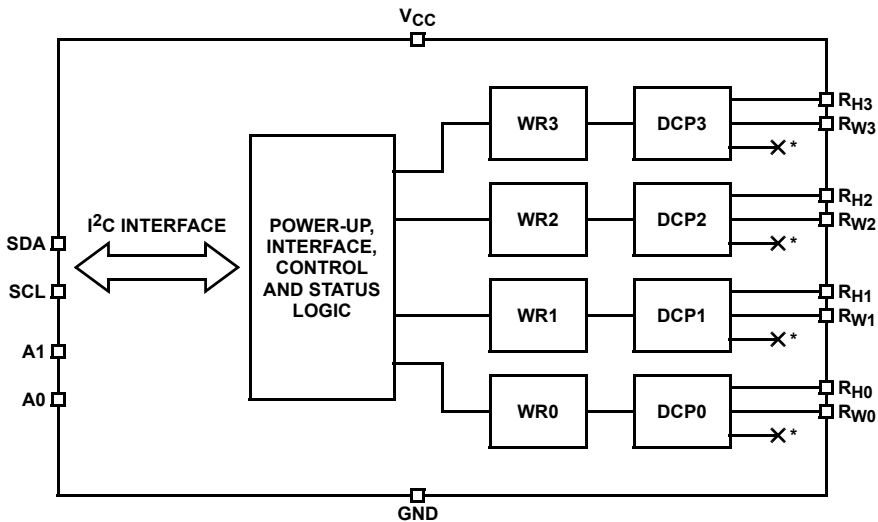 VCC
WR3
DCP3
RH3
RW3
*
WR2
DCP2
RH2
RW2
*
I2C INTERFACE
SDA
SCL
A1
A0
POWER-UP,
INTERFACE,
CONTROL
AND STATUS
LOGIC
WR1
DCP1
RH1
RW1
*
WR0
DCP0
RH0
RW0
*
GND